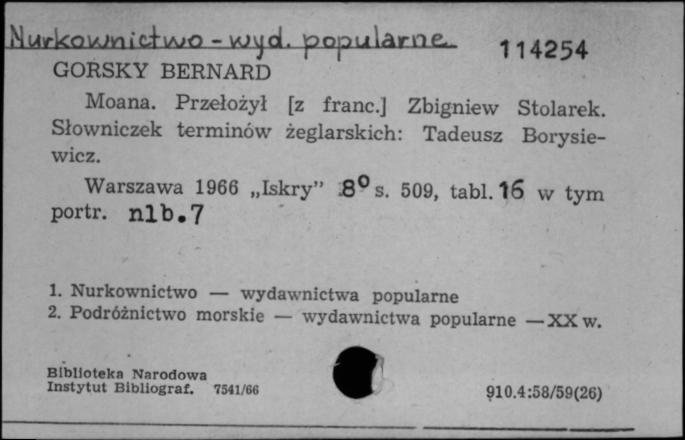 Nurkownictwo - wyd. popularne
114254
GORSKY BERNARD
Moana. Przełożył [z franc.] Zbigniew Stolarek.
Słowniczek terminów żeglarskich: Tadeusz Borysie-
wicz.
Warszawa 1966 „Iskry” 8⁰ s. 509, tabl. 16 w tym
portr. nlb.7
1. Nurkownictwo — wydawnictwa popularne
2. Podróżnictwo morskie — wydawnictwa popularne — XX w.
Biblioteka Narodowa
Instytut Bibliograf. 7541/66
910.4:58/59(26)